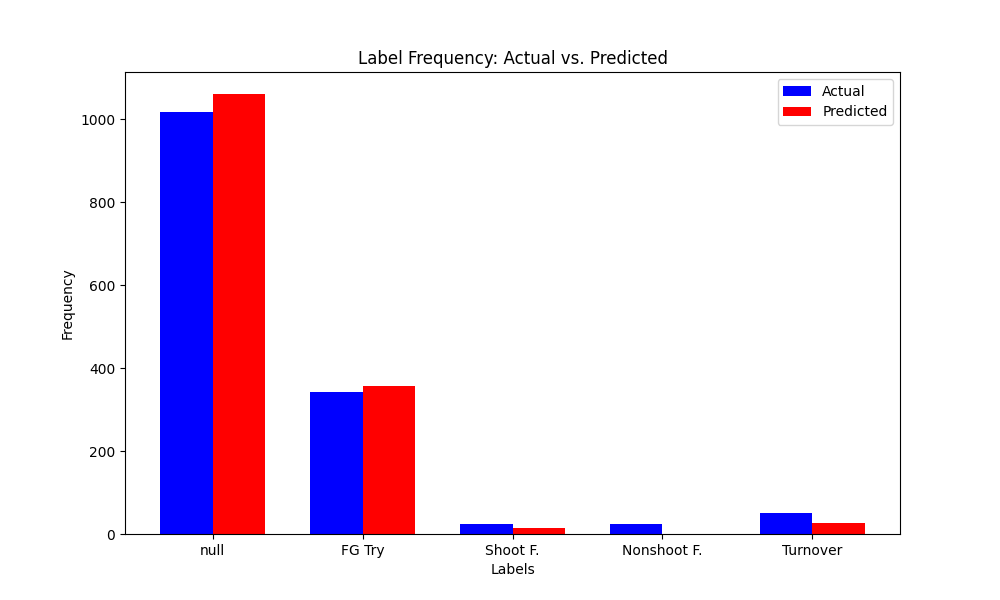 Label Frequency: Actual vs. Predicted
Actual
Predicted
1000
800
600
400
200
0
Frequency
null FG Try Shoot F. Nonshoot F. Turnover
Labels